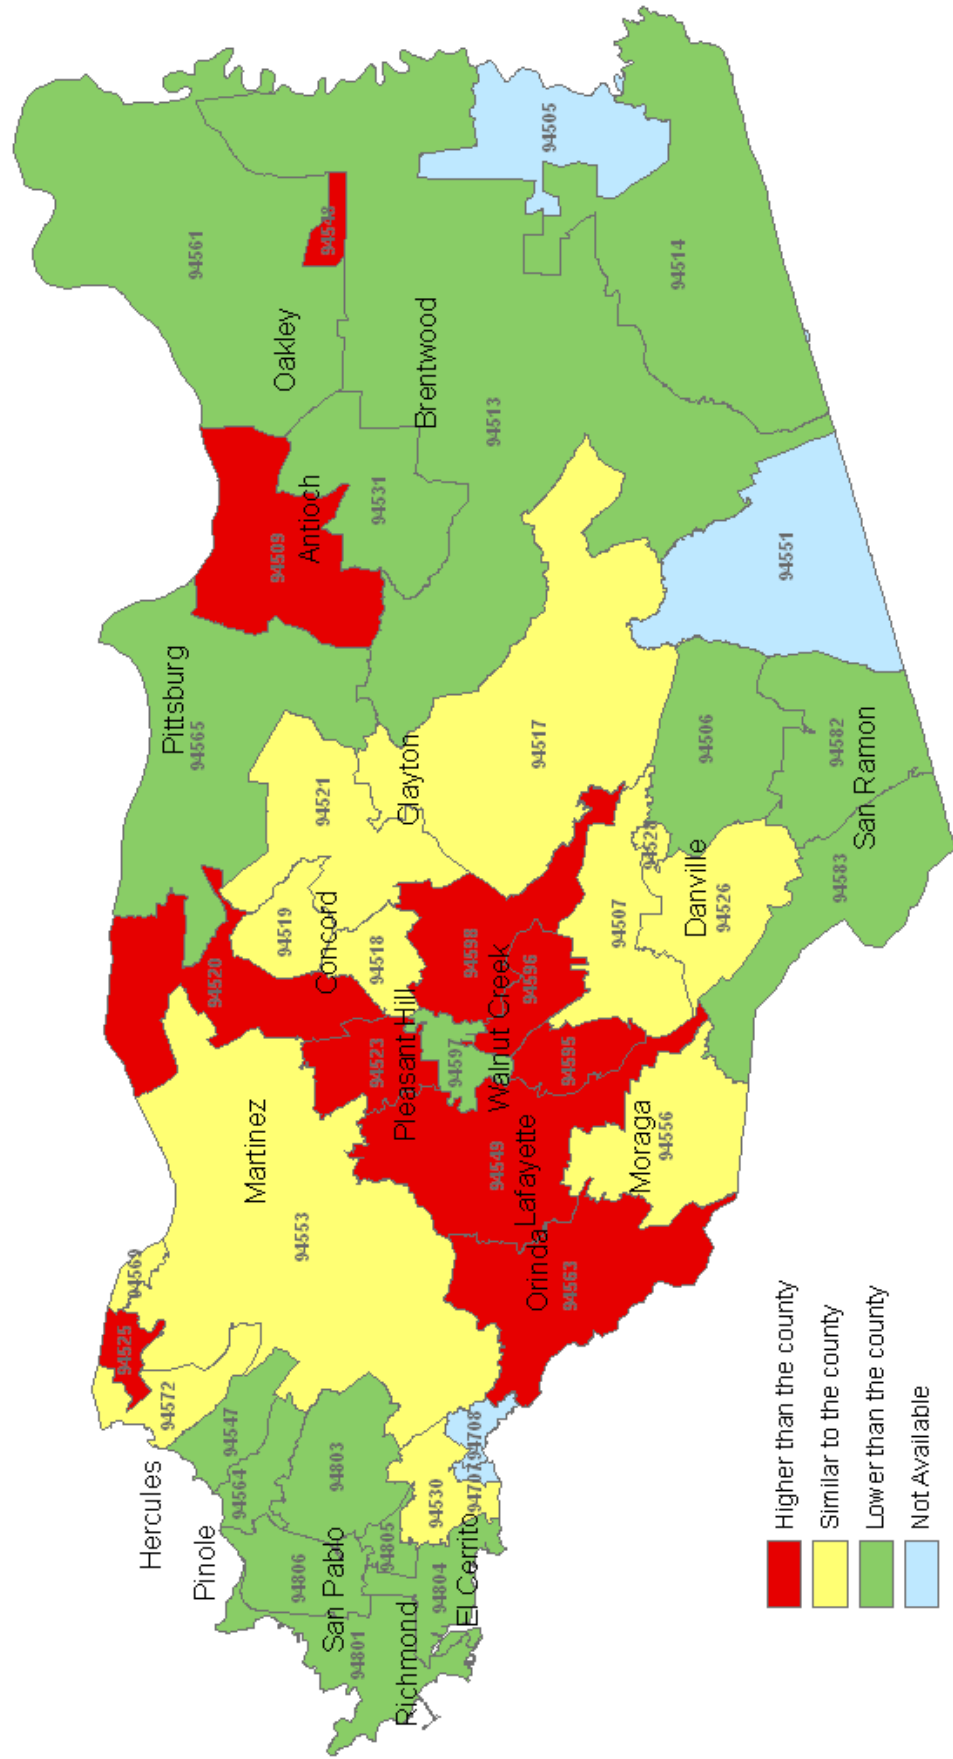 Hercules
Pinole
San Pablo
Richmond
El Cerrito
Martinez
Pittsburg
Antioch
Oakley
Brentwood
Concord
Clayton
Pleasant Hill
Walnut Creek
Lafayette
Orinda
Moraga
Danville
San Ramon
94525
94569
94572
94547
94564
94806
94803
94801
94805
94804
94530
94707
94708
94553
94520
94519
94521
94518
94523
94597
94598
94596
94595
94549
94563
94556
94507
94528
94526
94506
94582
94583
94517
94565
94509
94531
94561
94548
94513
94505
94514
94551
Higher than the county
Similar to the county
Lower than the county
Not Available